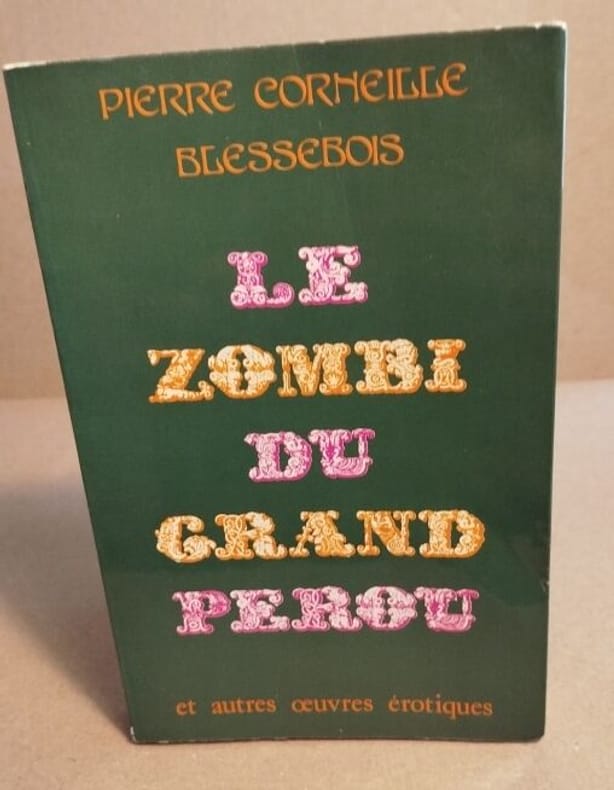 PIERRE CORNEILLE
BLESSEBOIS
LE
ZOMBI
DU
GRAND
PEROU
et autres œuvres érotiques